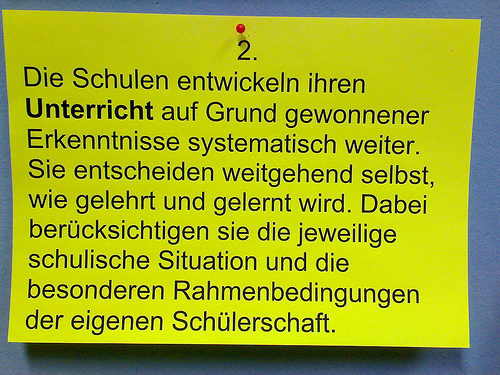 2.
Die Schulen entwickeln ihren
Unterricht auf Grund gewonnener
Erkenntnisse systematisch weiter.
Sie entscheiden weitgehend selbst,
wie gelehrt und gelernt wird. Dabei
berücksichtigen sie die jeweilige
schulische Situation und die
besonderen Rahmenbedingungen
der eigenen Schülerschaft.